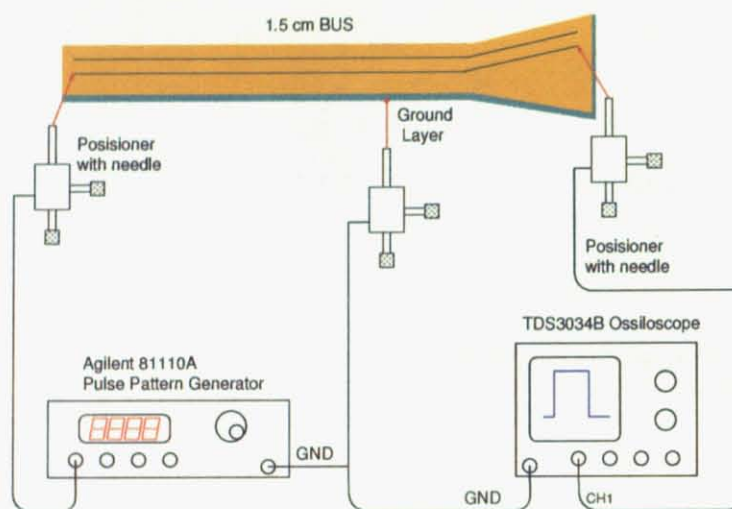 1.5 cm BUS
Ground
Layer
Posisioner
with needle
Posisioner
with needle
TDS3034B Ossiloscope
Agilent 81110A
Pulse Pattern Generator
8888
GND
GND
CH1